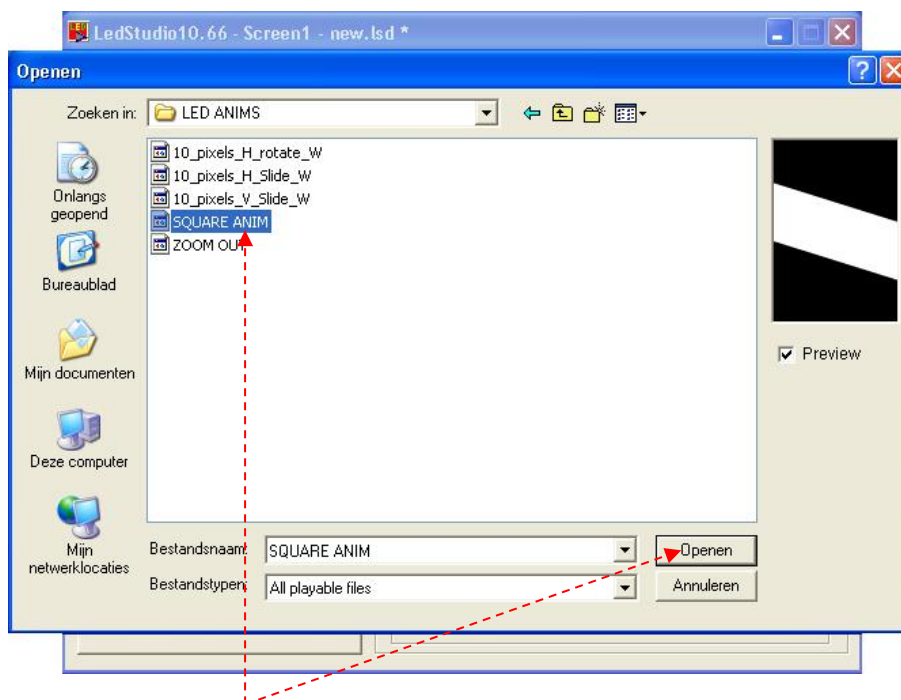 LedStudio10.66 - Screen1 - new.lsd *
Openen
Zoeken in:
LED ANIMS
10_pixels_H_rotate_W
10_pixels_H_Slide_W
10_pixels_V_Slide_W
SQUARE ANIM
ZOOM OUT
Onlangs
geopend
Bureaublad
Mijn documenten
Deze computer
Mijn
netwerklocaties
Preview
Bestandsnaam:
SQUARE ANIM
Openen
Bestandstypen:
All playable files
Annuleren